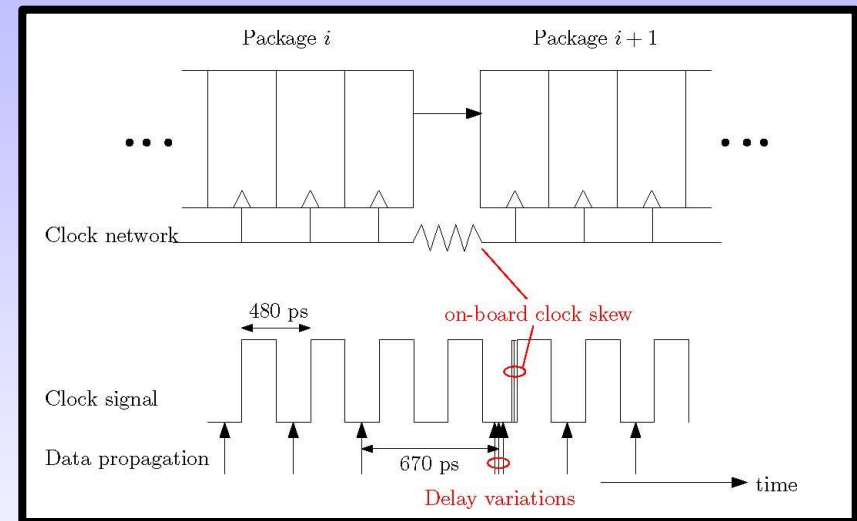 Package i
Package i + 1
Clock network
480 ps
on-board clock skew
Clock signal
Data propagation
670 ps
time
Delay variations